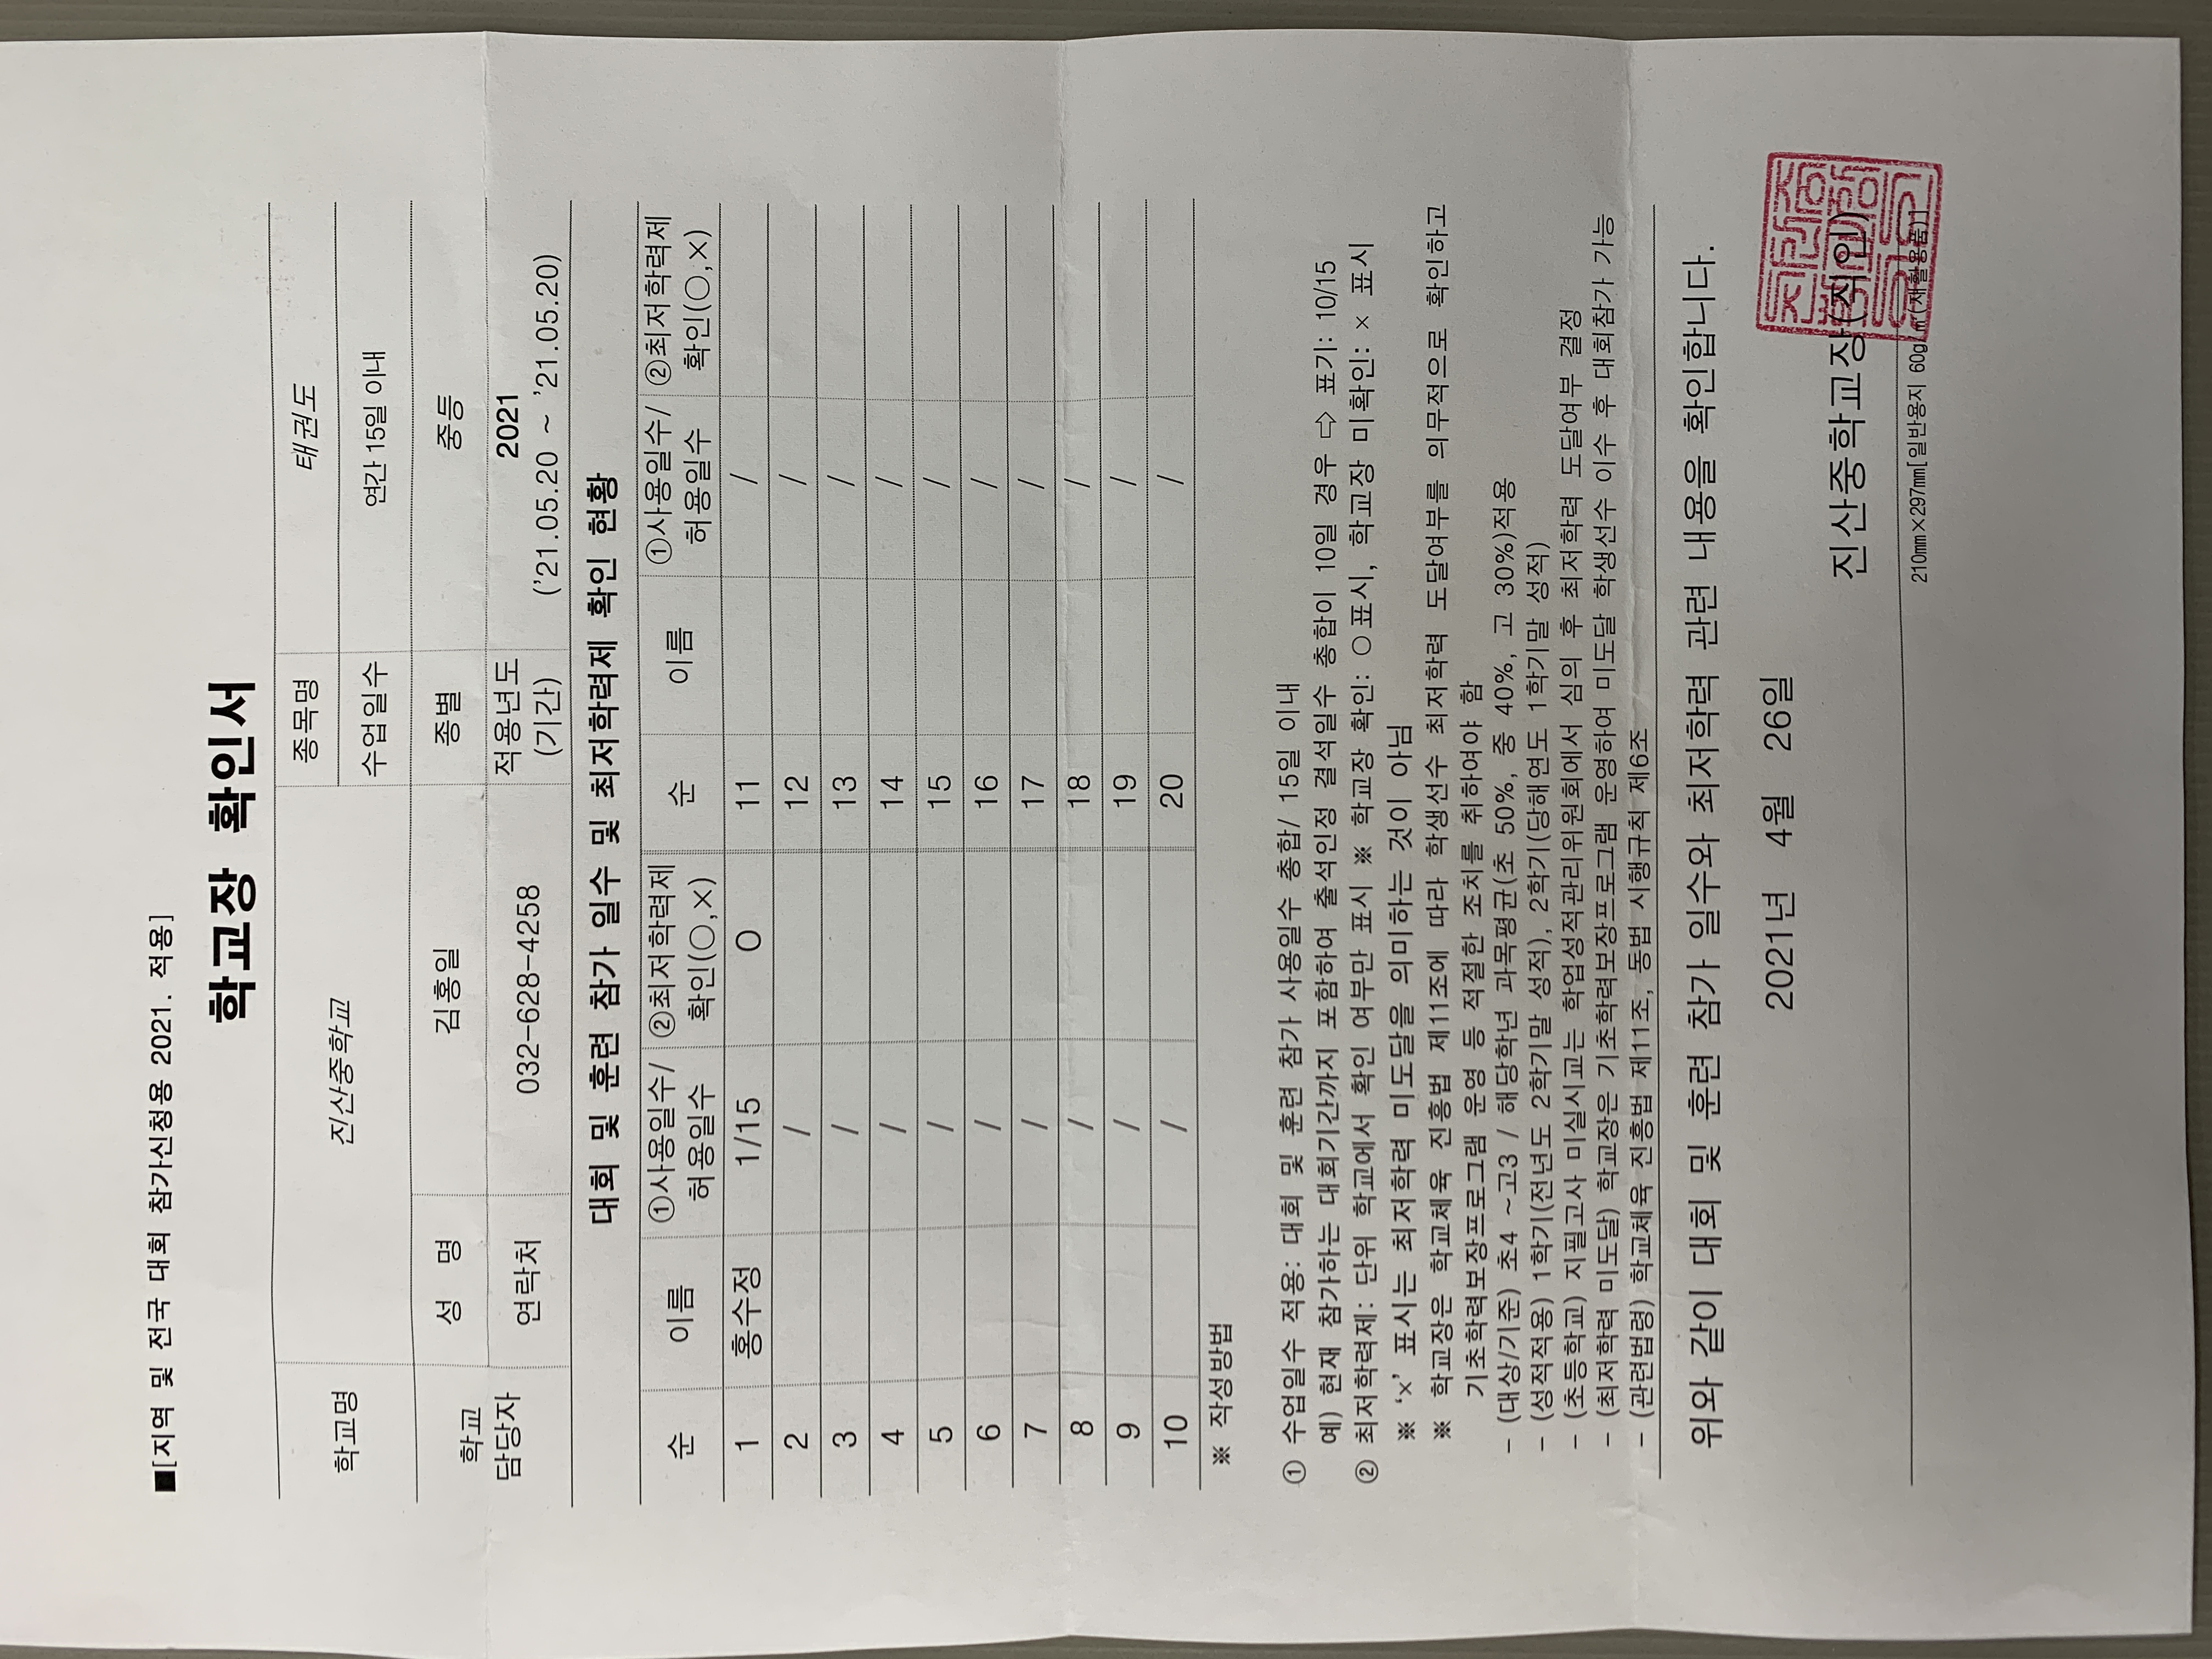 ■[지역 및 전국 대회 참가신청용 2021. 적용]
학교장 확인서
학교명 진산중학교 종목명 태권도
수업일수 연간 15일 이내
학교 담당자 성 명 김홍일 종별 중등
연락처 032-628-4258 적용년도 (기간) 2021 ('21.05.20 ~ '21.05.20)
대회 및 훈련 참가 일수 및 최저학력제 확인 현황
순 이름 ①사용일수/ 허용일수 ②최저학력제 확인(○,×) 순 이름 ①사용일수/ 허용일수 ②최저학력제 확인(○,×)
1 홍수정 1/15 O 11 /
2 / 12 /
3 / 13 /
4 / 14 /
5 / 15 /
6 / 16 /
7 / 17 /
8 / 18 /
9 / 19 /
10 / 20 /
※ 작성방법
① 수업일수 적용: 대회 및 훈련 참가 사용일수 총합/ 15일 이내
예) 현재 참가하는 대회기간까지 포함하여 출석인정 결석일수 총합이 10일 경우 ⇨ 표기: 10/15
② 최저학력제: 단위 학교에서 확인 여부만 표시 ※ 학교장 확인: ○표시, 학교장 미확인: × 표시
※ '×' 표시는 최저학력 미도달을 의미하는 것이 아님
※ 학교장은 학교체육 진흥법 제11조에 따라 학생선수 최저학력 도달여부를 의무적으로 확인하고
기초학력보장프로그램 운영 등 적절한 조치를 취하여야 함
- (대상/기준) 초4 ~고3 / 해당학년 과목평균(초 50%, 중 40%, 고 30%)적용
- (성적적용) 1학기(전년도 2학기말 성적), 2학기(당해연도 1학기말 성적)
- (초등학교) 지필고사 미실시교는 학업성적관리위원회에서 심의 후 최저학력 도달여부 결정
- (최저학력 미도달) 학교장은 기초학력보장프로그램 운영하여 미도달 학생선수 이수 후 대회참가 가능
- (관련법령) 학교체육 진흥법 제11조, 동법 시행규칙 제6조
위와 같이 대회 및 훈련 참가 일수와 최저학력 관련 내용을 확인합니다.
2021년 4월 26일
진산중학교장(직인)
210mm×297mm[일반용지 60g/㎡(재활용품)]